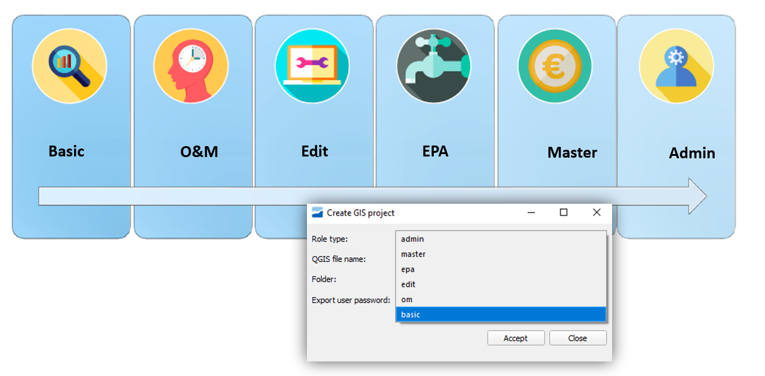 Basic
O&M
Edit
EPA
Master
Admin
€
Create GIS project
Role type:
admin
master
QGIS file name:
epa
Folder:
edit
Export user password:
om
basic
Accept
Close